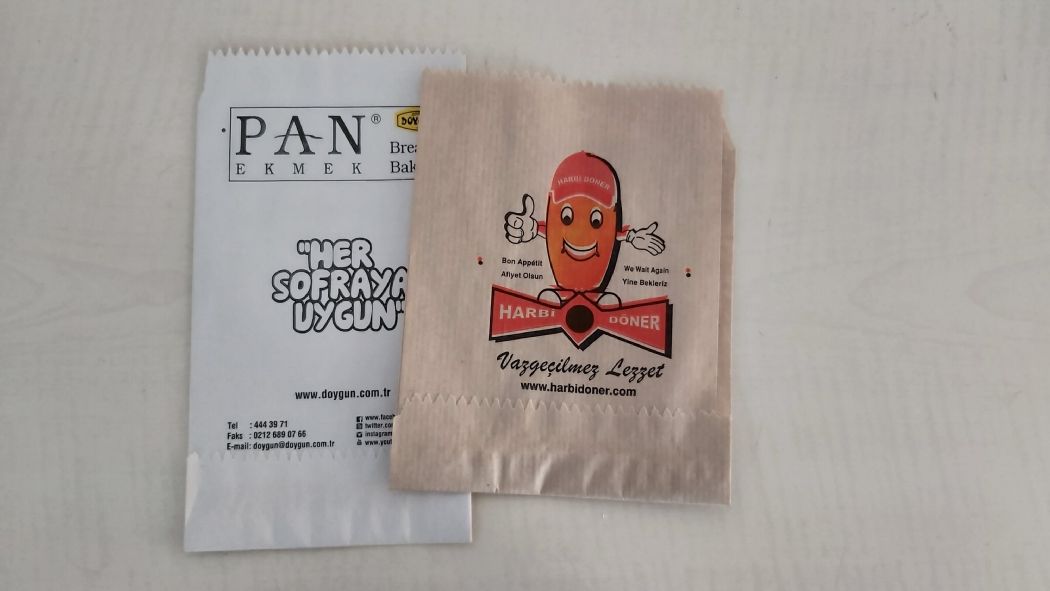 PAN®
EKMEK
"HER
SOFRAYA
UYGUN"
www.doygun.com.tr
Tel : 444 39 71
Faks : 0212 689 07 66
E-mail: doygun@doygun.com.tr
HARBİ DÖNER
Bon Appétit
Afiyet Olsun
We Wait Again
Yine Bekleriz
HARBİ DÖNER
Vazgeçilmez Lezzet
www.harbidoner.com